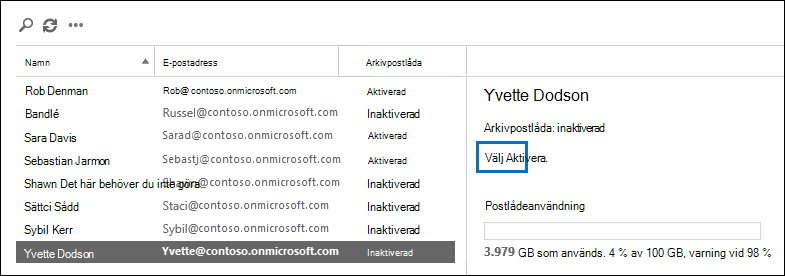 Namn E-postadress Arkivpostlåda
Rob Denman Rob@contoso.onmicrosoft.com Aktiverad
Bandlé Russel@contoso.onmicrosoft.com Inaktiverad
Sara Davis Sarad@contoso.onmicrosoft.com Aktiverad
Sebastian Jarmon Sebastj@contoso.onmicrosoft.com Aktiverad
Shawn Det här behöver du inte göra. @contoso.onmicrosoft.com Inaktiverad
Sättci Sådd Staci@contoso.onmicrosoft.com Inaktiverad
Sybil Kerr Sybil@contoso.onmicrosoft.com Inaktiverad
Yvette Dodson Yvette@contoso.onmicrosoft.com Inaktiverad
Yvette Dodson
Arkivpostlåda: inaktiverad
Välj Aktivera.
Postlådeanvändning
3.979 GB som används. 4 % av 100 GB, varning vid 98 %